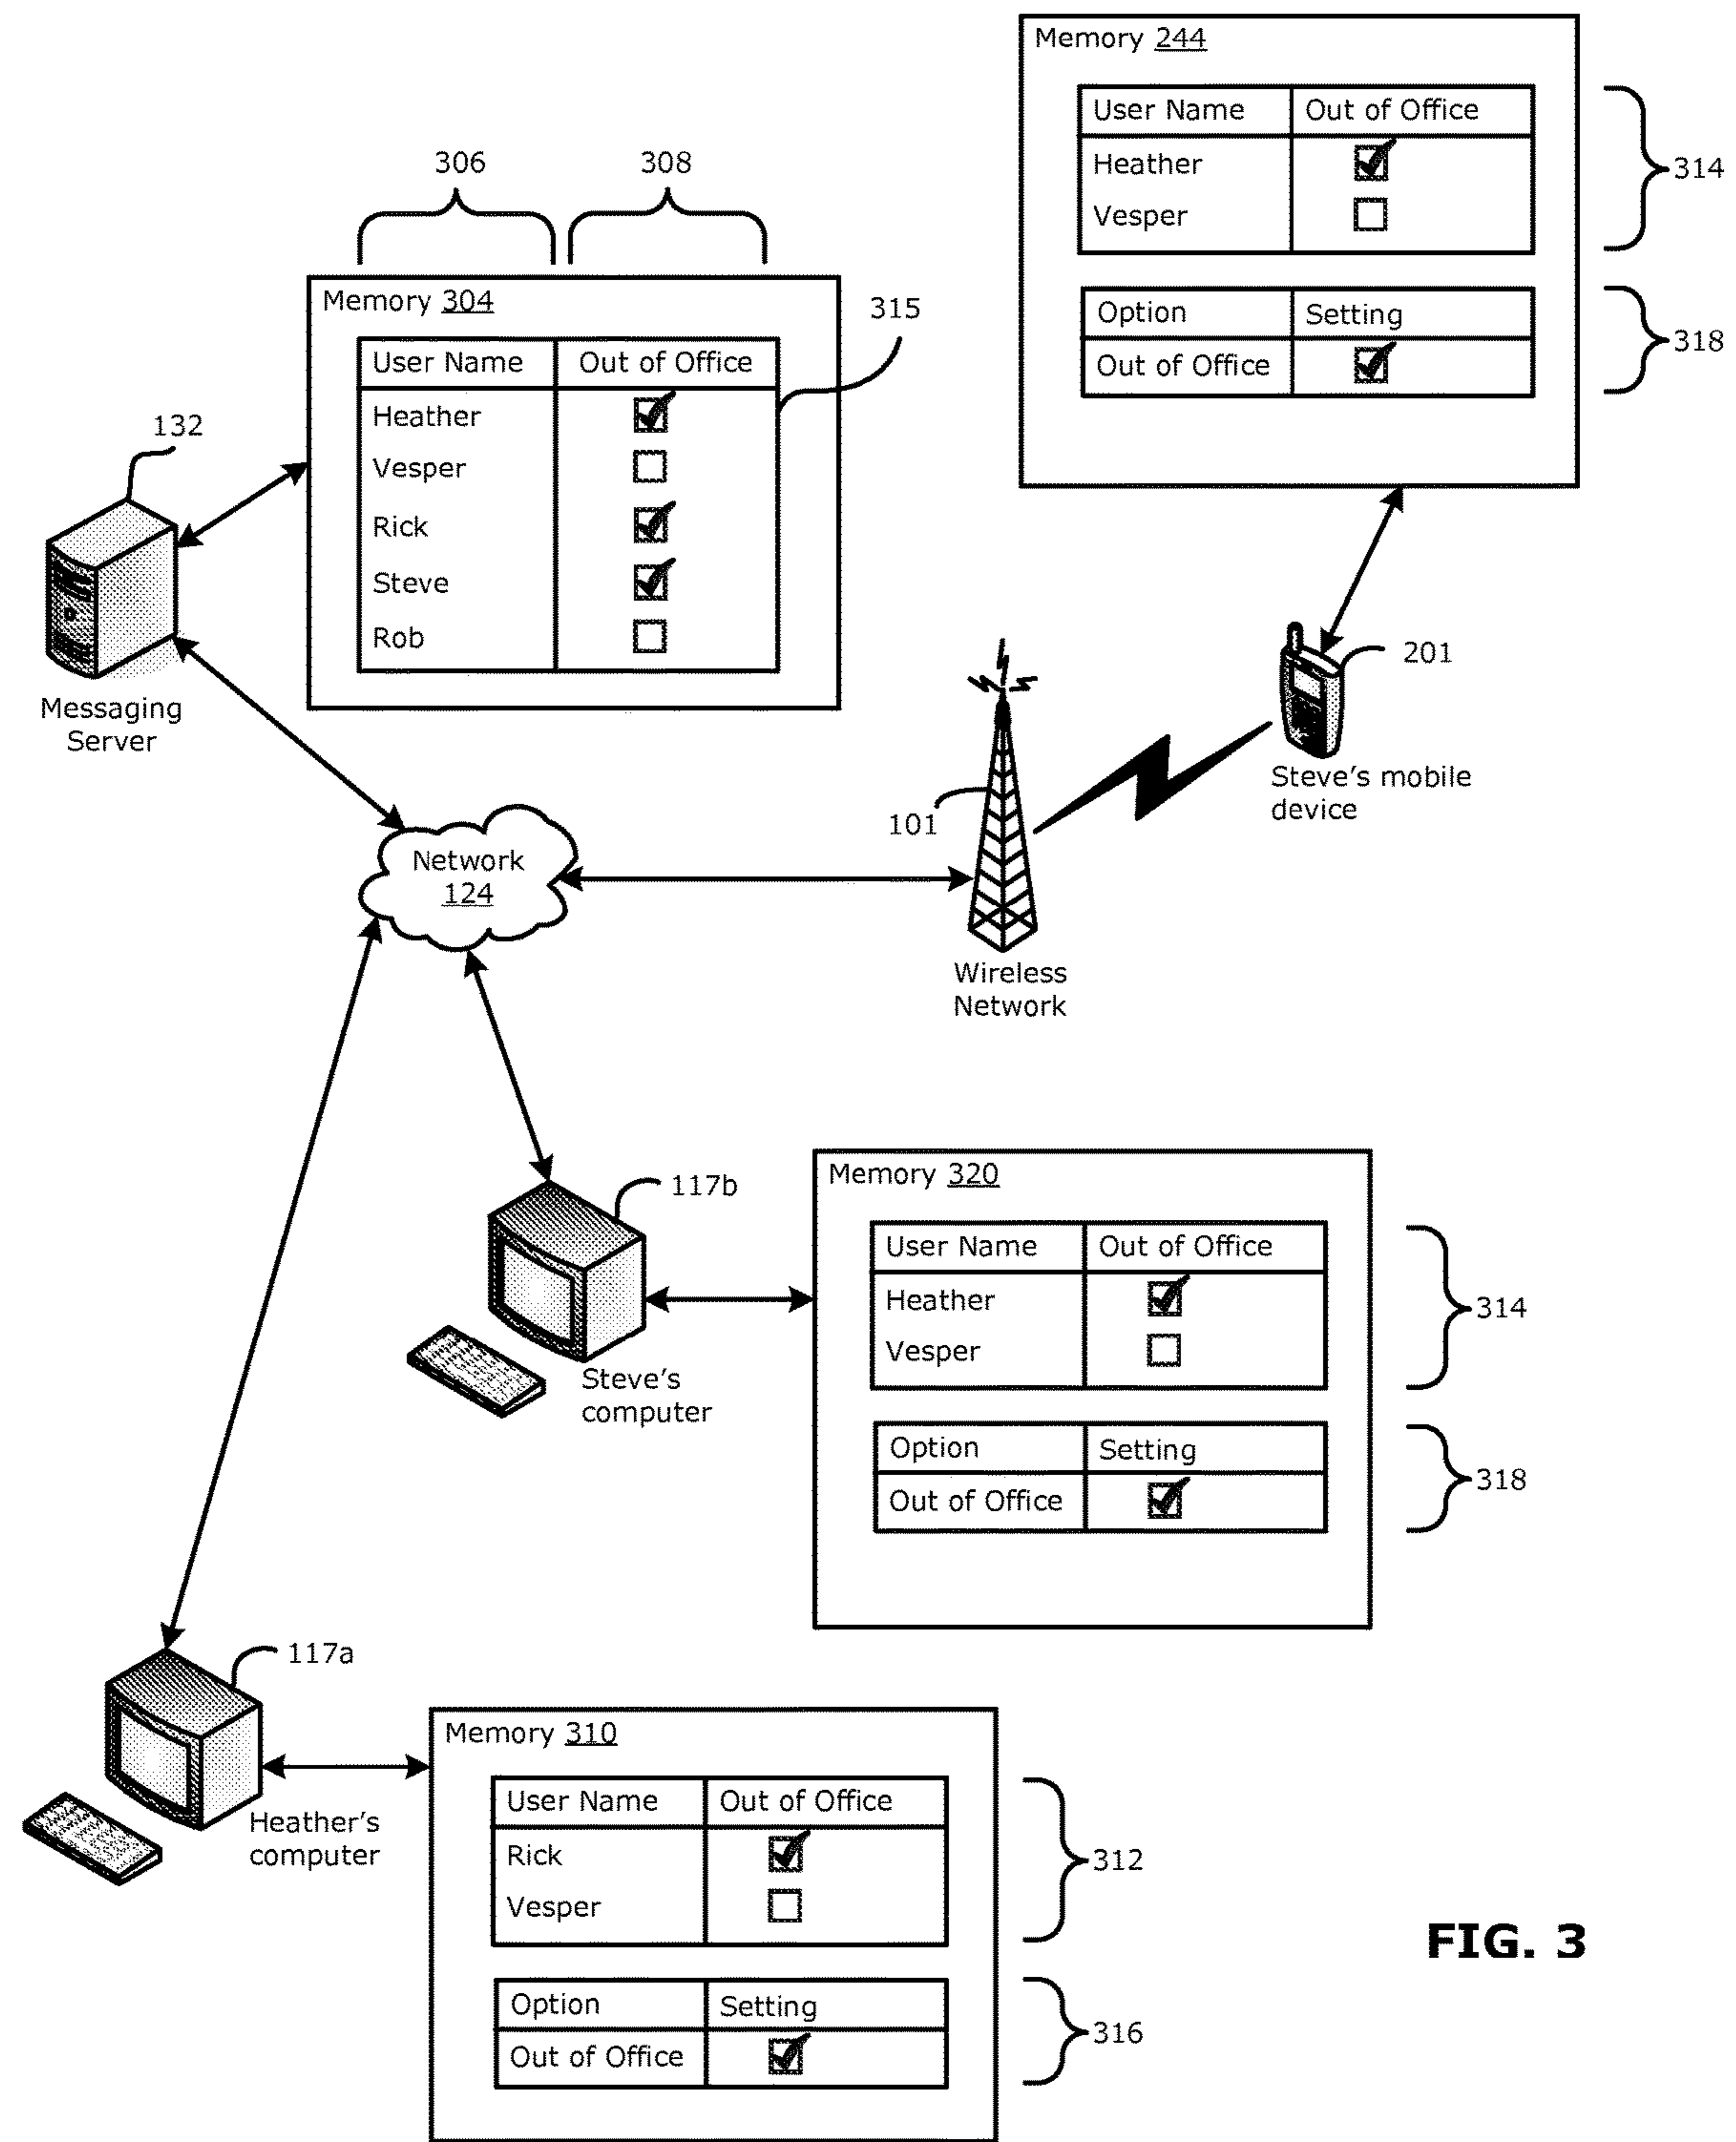 Memory 244
User Name Out of Office
Heather
Vesper
314
Option Setting
Out of Office
318
306 308
Memory 304
315
User Name Out of Office
Heather
Vesper
Rick
Steve
Rob
132
Messaging
Server
201
Steve's mobile
device
101
Wireless
Network
Network
124
117b
Steve's
computer
Memory 320
User Name Out of Office
Heather
Vesper
314
Option Setting
Out of Office
318
117a
Heather's
computer
Memory 310
User Name Out of Office
Rick
Vesper
312
Option Setting
Out of Office
316
FIG. 3